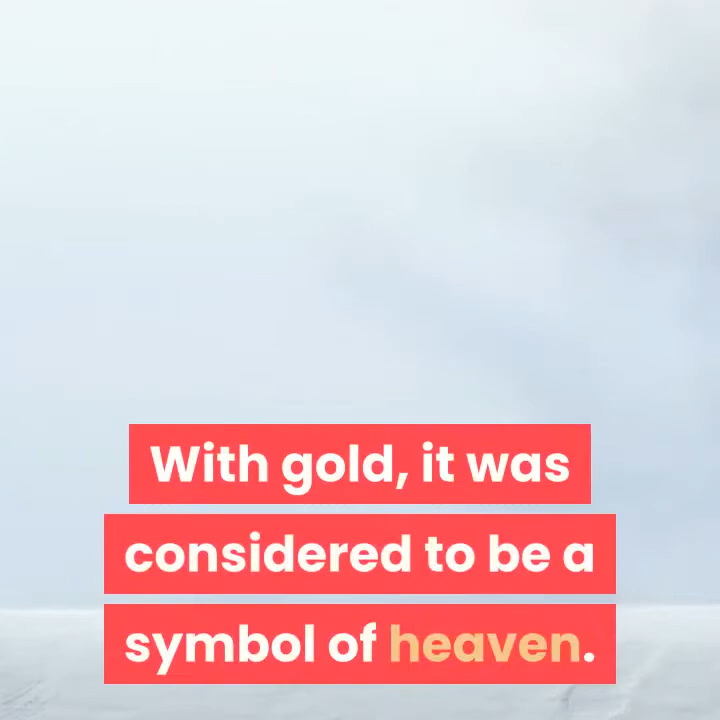 With gold, it was
considered to be a
symbol of heaven.